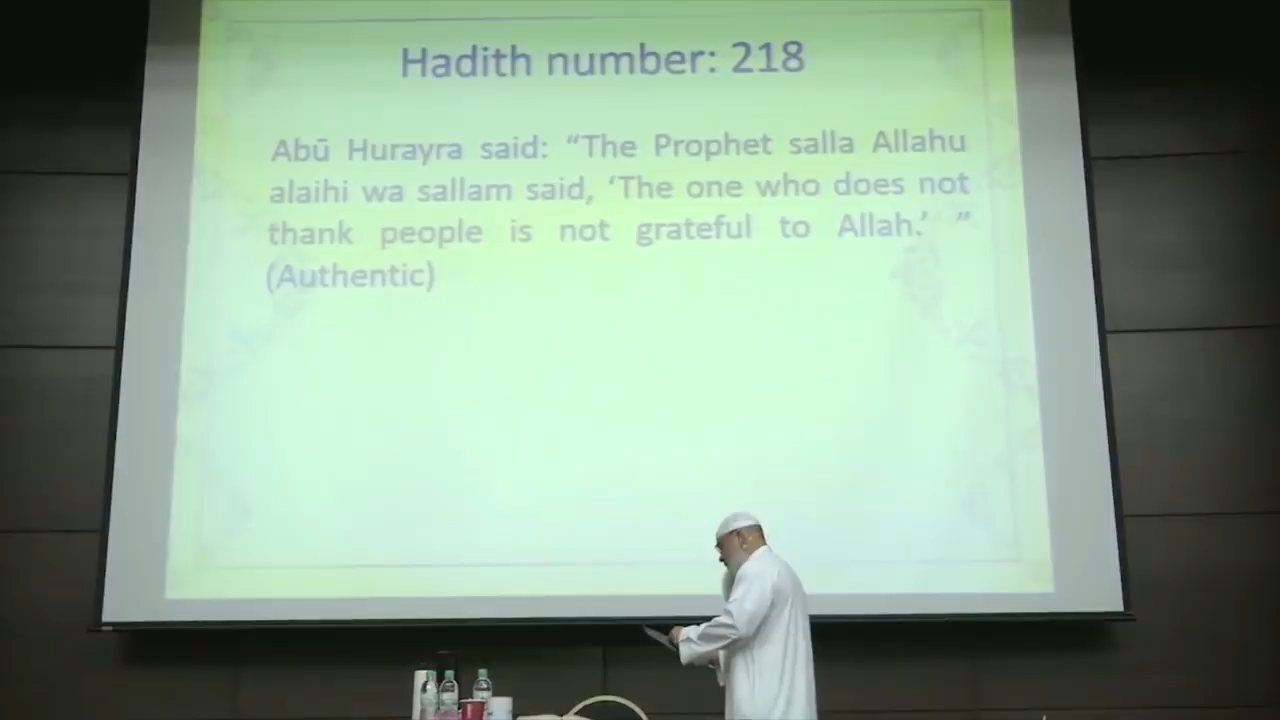 Hadith number: 218
Abū Hurayra said: “The Prophet salla Allahu
alaihi wa sallam said, ‘The one who does not
thank people is not grateful to Allah.’ ”
(Authentic)